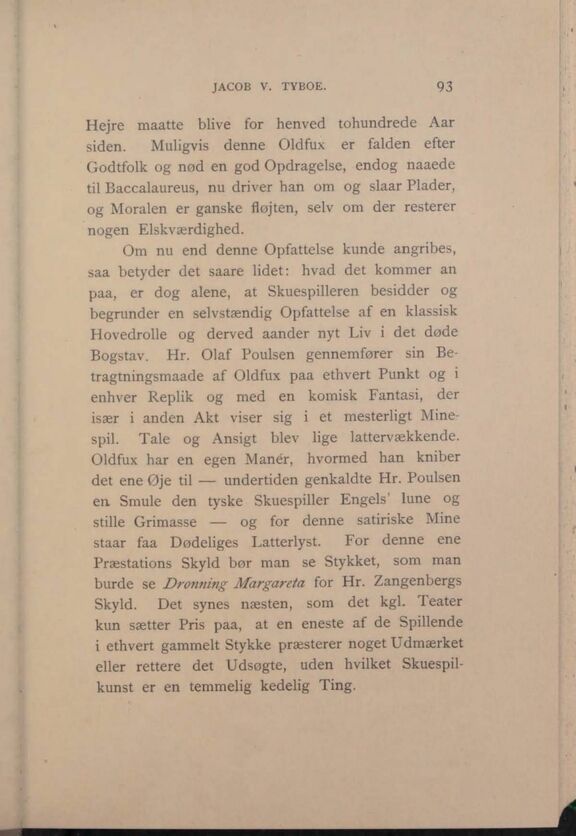 JACOB V. TYBOE. 93
Hejre maatte blive for henved tohundrede Aar
siden. Muligvis denne Oldfux er falden efter
Godtfolk og nød en god Opdragelse, endog naaede
til Baccalaureus, nu driver han om og slaar Plader,
og Moralen er ganske fløjten, selv om der resterer
nogen Elskværdighed.
Om nu end denne Opfattelse kunde angribes,
saa betyder det saare lidet: hvad det kommer an
paa, er dog alene, at Skuespilleren besidder og
begrunder en selvstændig Opfattelse af en klassisk
Hovedrolle og derved aander nyt Liv i det døde
Bogstav. Hr. Olaf Poulsen gennemfører sin Be-
tragtningsmaade af Oldfux paa ethvert Punkt og i
enhver Replik og med en komisk Fantasi, der
især i anden Akt viser sig i et mesterligt Mine-
spil. Tale og Ansigt blev lige lattervækkende.
Oldfux har en egen Manér, hvormed han kniber
det ene Øje til — undertiden genkaldte Hr. Poulsen
en Smule den tyske Skuespiller Engels' lune og
stille Grimasse — og for denne satiriske Mine
staar faa Dødeliges Latterlyst. For denne ene
Præstations Skyld bør man se Stykket, som man
burde se Dronning Margareta for Hr. Zangenbergs
Skyld. Det synes næsten, som det kgl. Teater
kun sætter Pris paa, at en eneste af de Spillende
i ethvert gammelt Stykke præsterer noget Udmærket
eller rettere det Udsøgte, uden hvilket Skuespil-
kunst er en temmelig kedelig Ting.